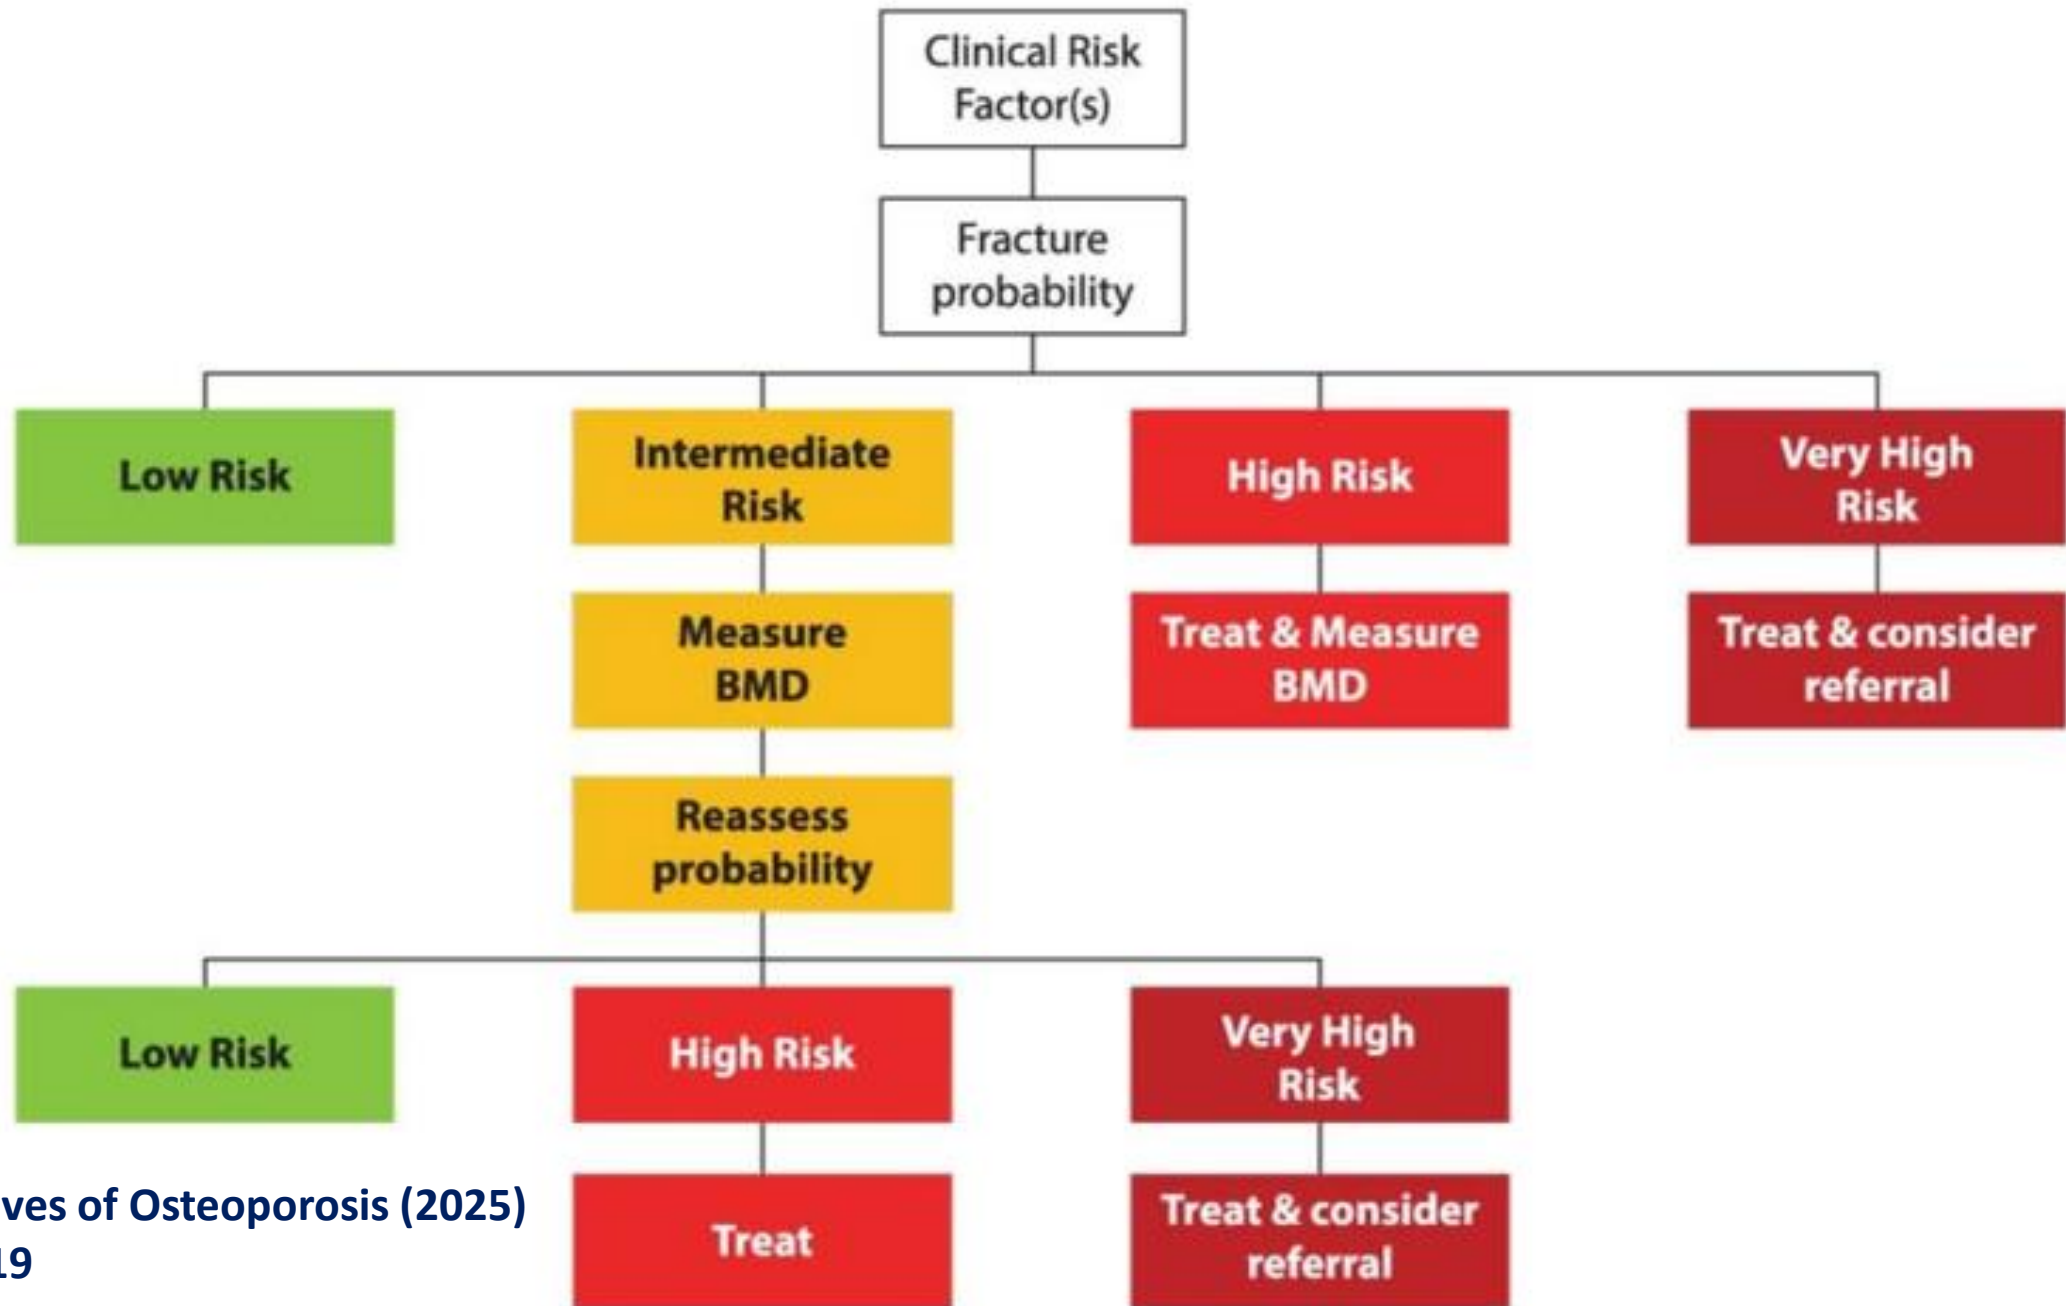 Clinical Risk
Factor(s)
Fracture
probability
Low Risk
Intermediate
Risk
High Risk
Very High
Risk
Measure
BMD
Treat & Measure
BMD
Treat & consider
referral
Reassess
probability
Low Risk
High Risk
Very High
Risk
Treat
Treat & consider
referral
ves of Osteoporosis (2025)
19